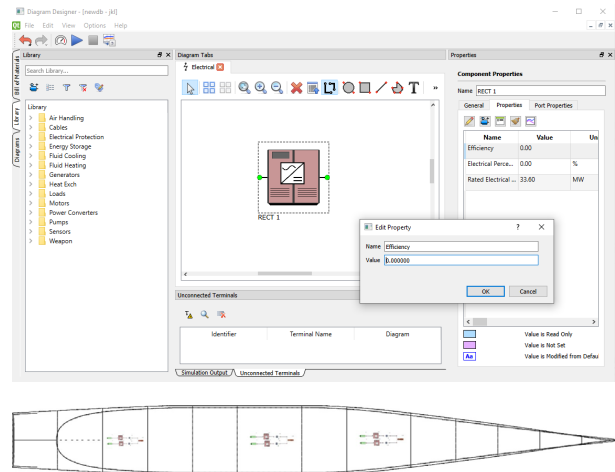 Diagram Designer - [newdb - jkl]
File Edit View Options Help
Library
Diagram Tabs
Properties
Bill of Materials
Library
Diagrams
Search Library...
Electrical
Component Properties
Name RECT 1
General Properties Port Properties
Library
Air Handling
Cables
Electrical Protection
Energy Storage
Fluid Cooling
Fluid Heating
Generators
Heat Exch
Loads
Motors
Power Converters
Pumps
Sensors
Weapon
RECT 1
Name Value Un
Efficiency 0.00
Electrical Perce... 0.00 %
Rated Electrical ... 33.60 MW
Edit Property
Name Efficiency
Value 0.000000
OK Cancel
Unconnected Terminals
Identifier Terminal Name Diagram
Simulation Output Unconnected Terminals
Value is Read Only
Value is Not Set
Aa Value is Modified from Defaul